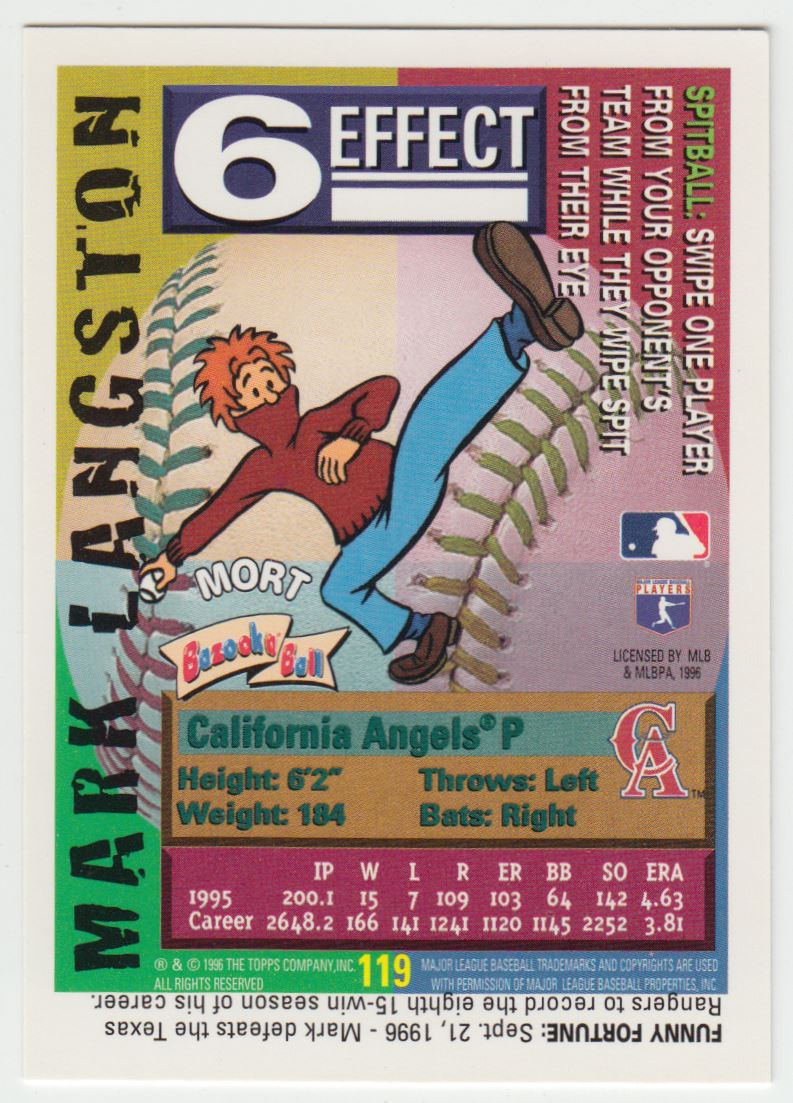 6 EFFECT
SPITBALL: SWIPE ONE PLAYER
FROM YOUR OPPONENT'S
TEAM WHILE THEY WIPE SPIT
FROM THEIR EYE
MARK LANGSTON
MORT
Bazooka Ball
MAJOR LEAGUE BASEBALL
PLAYERS
LICENSED BY MLB
& MLBPA, 1996
California Angels® P
CA™
Height: 6'2" Throws: Left
Weight: 184 Bats: Right
IP W L R ER BB SO ERA
1995 200.1 15 7 109 103 64 142 4.63
Career 2648.2 166 141 1241 1120 1145 2252 3.81
® & © 1996 THE TOPPS COMPANY, INC.
ALL RIGHTS RESERVED
119
MAJOR LEAGUE BASEBALL TRADEMARKS AND COPYRIGHTS ARE USED
WITH PERMISSION OF MAJOR LEAGUE BASEBALL PROPERTIES, INC.
FUNNY FORTUNE: Sept. 21, 1996 - Mark defeats the Texas
Rangers to record the eighth 15-win season of his career.